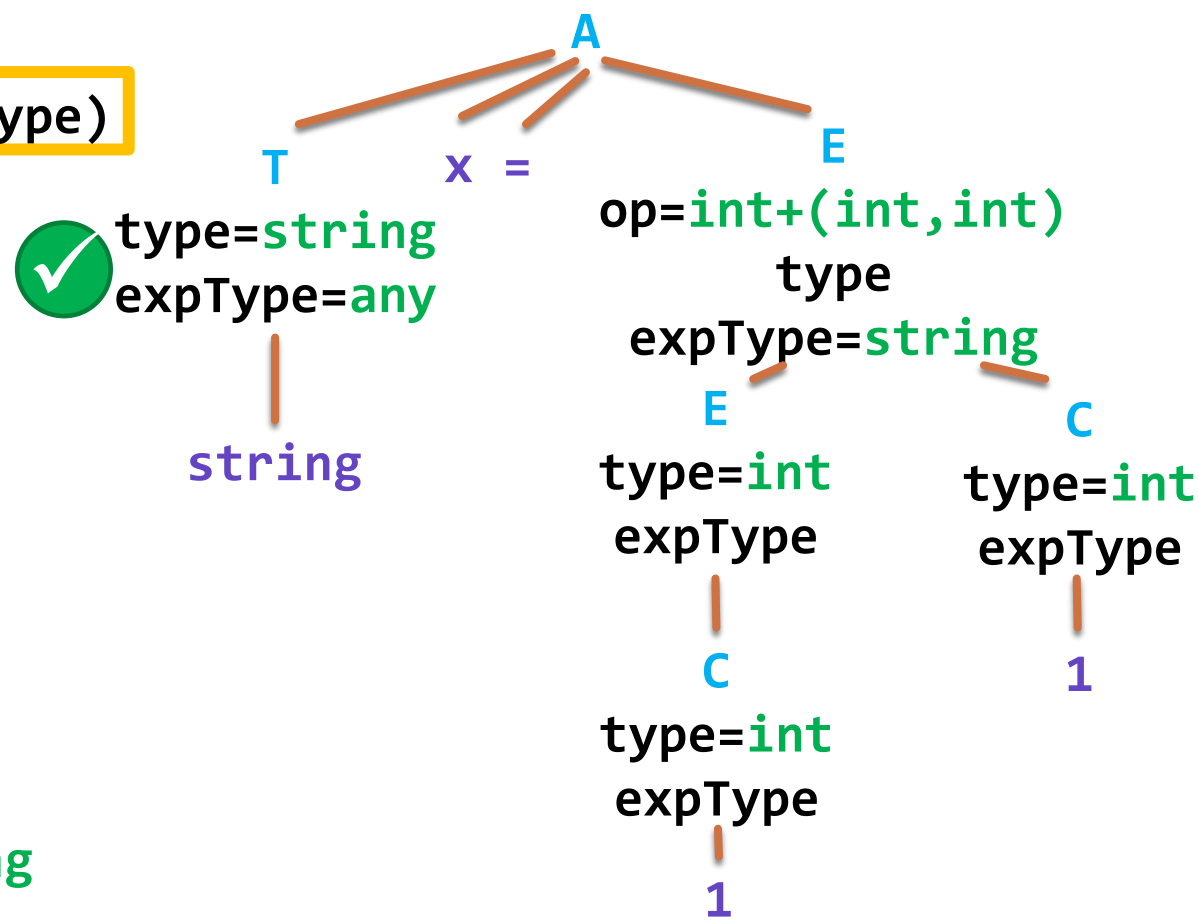 A
ype)
T
x =
E
type=string
expType=any
op=int+(int,int)
type
expType=string
string
E
type=int
expType
C
type=int
expType
C
type=int
expType
1
1
g